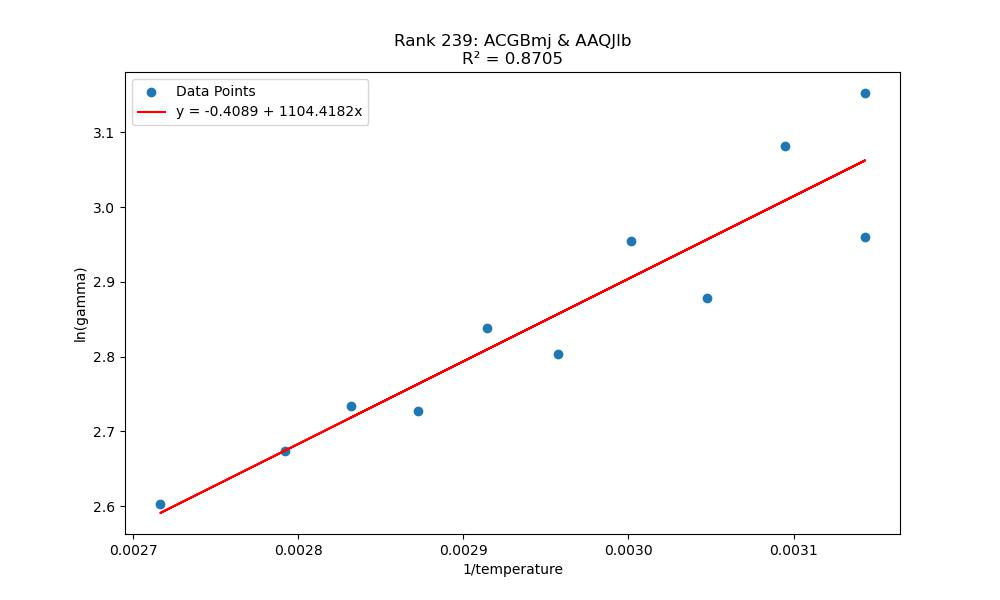 Rank 239: ACGBmj & AAQJlb
R² = 0.8705
Data Points
y = -0.4089 + 1104.4182x
ln(gamma)
3.1
3.0
2.9
2.8
2.7
2.6
0.0027 0.0028 0.0029 0.0030 0.0031
1/temperature